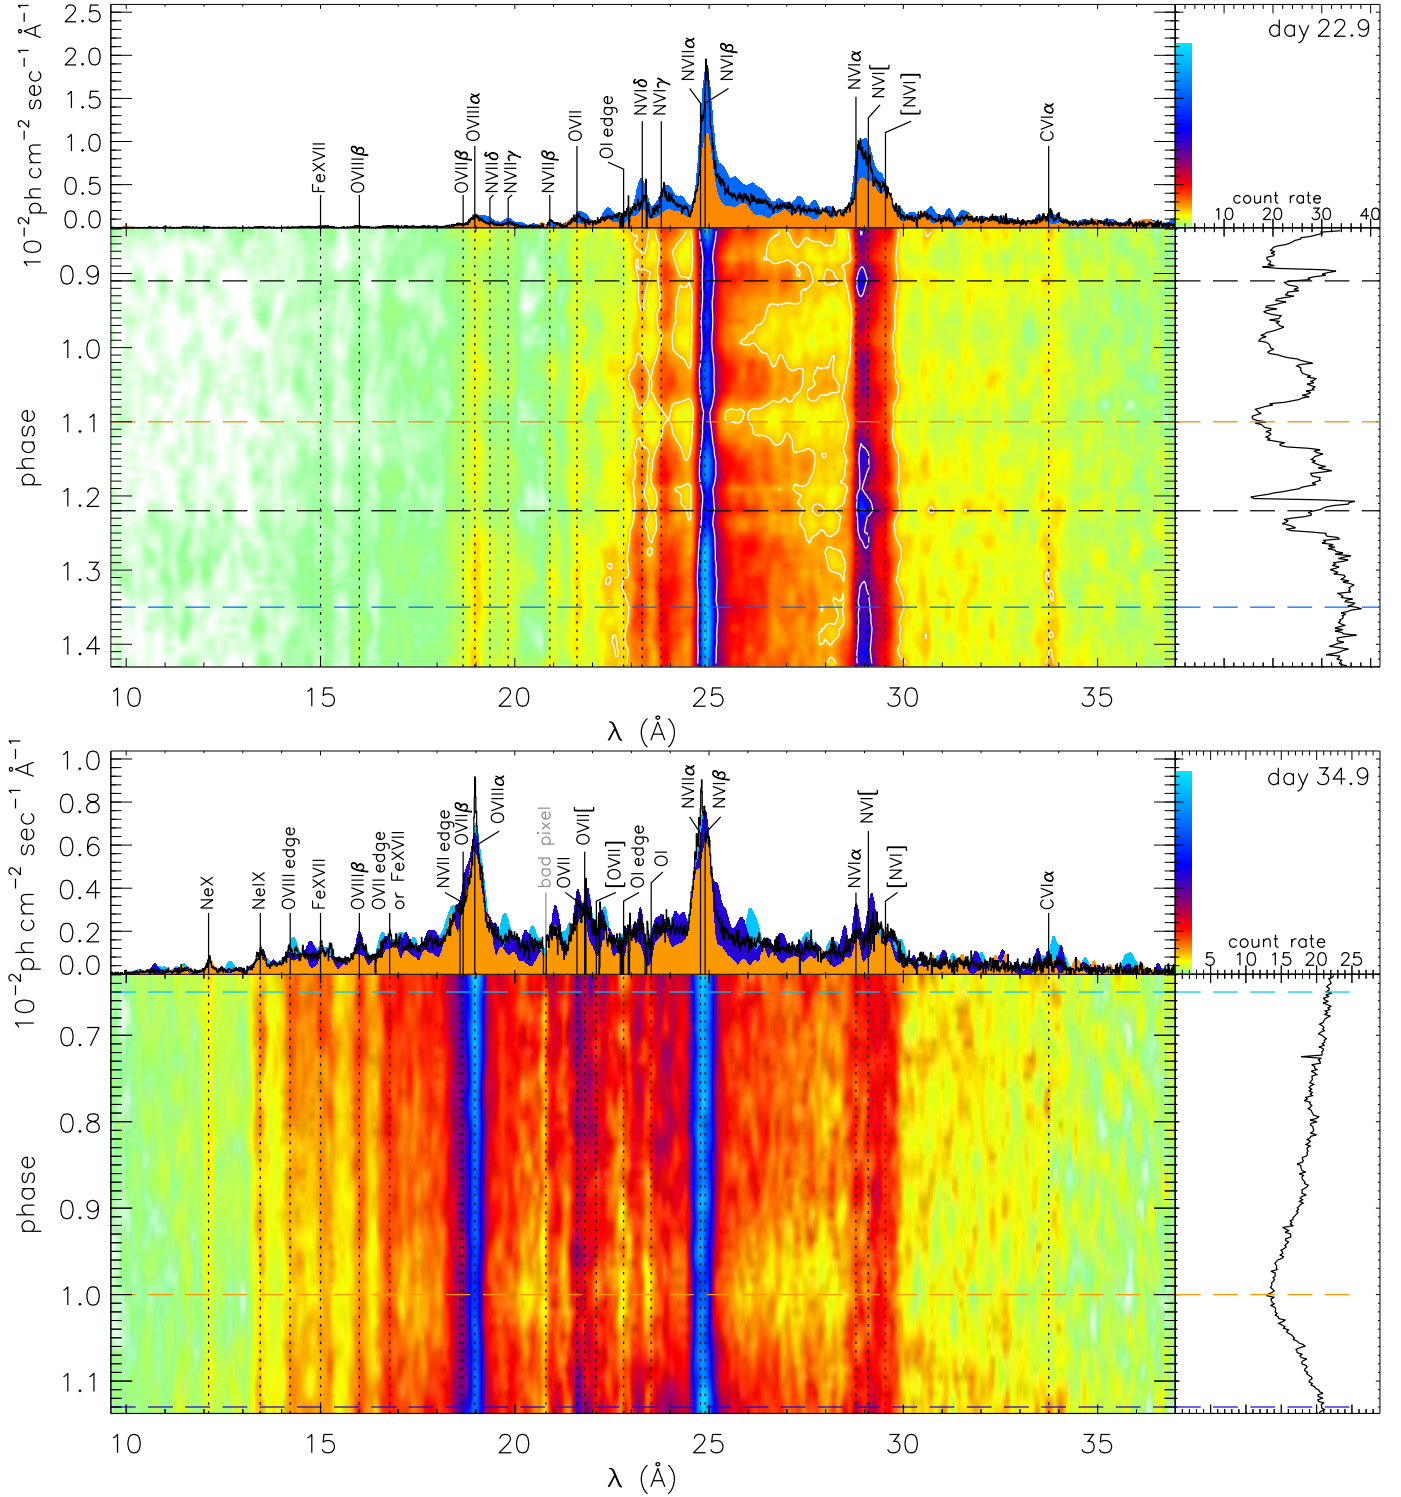 day 22.9
10⁻² ph cm⁻² sec⁻¹ Å⁻¹
2.5
2.0
1.5
1.0
0.5
0.0
FeXVII
OVIIIβ
OVIIβ
OVIIIα
NVIIδ
NVIIγ
NVIIβ
OVII
OI edge
NVIδ
NVIγ
NVIIα
NVIβ
NVIα
NVI[
[NVI]
CVIα
count rate
10 20 30 40
phase
0.9
1.0
1.1
1.2
1.3
1.4
10 15 20 25 30 35
λ (Å)
day 34.9
10⁻² ph cm⁻² sec⁻¹ Å⁻¹
1.0
0.8
0.6
0.4
0.2
0.0
NeX
NeIX
OVIII edge
FeXVII
OVIIIβ
OVII edge
or FeXVII
NVII edge
OVIIβ
OVIIIα
bad pixel
OVII
OVII[
[OVII]
OI edge
OI
NVIIα
NVIβ
NVIα
NVI[
[NVI]
CVIα
count rate
5 10 15 20 25
phase
0.7
0.8
0.9
1.0
1.1
10 15 20 25 30 35
λ (Å)